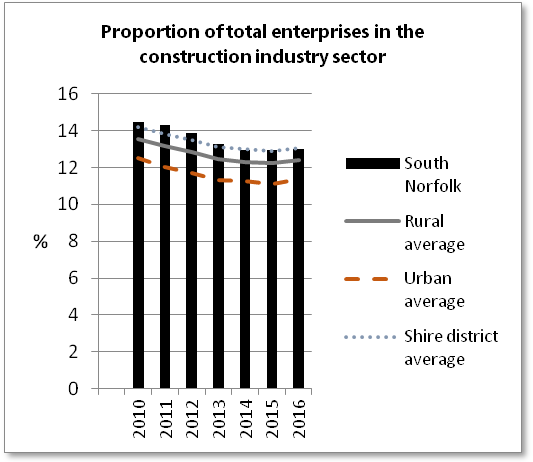 Proportion of total enterprises in the
construction industry sector
16
14
12
10
8
6
4
2
0
%
2010
2011
2012
2013
2014
2015
2016
South
Norfolk
Rural
average
Urban
average
Shire district
average